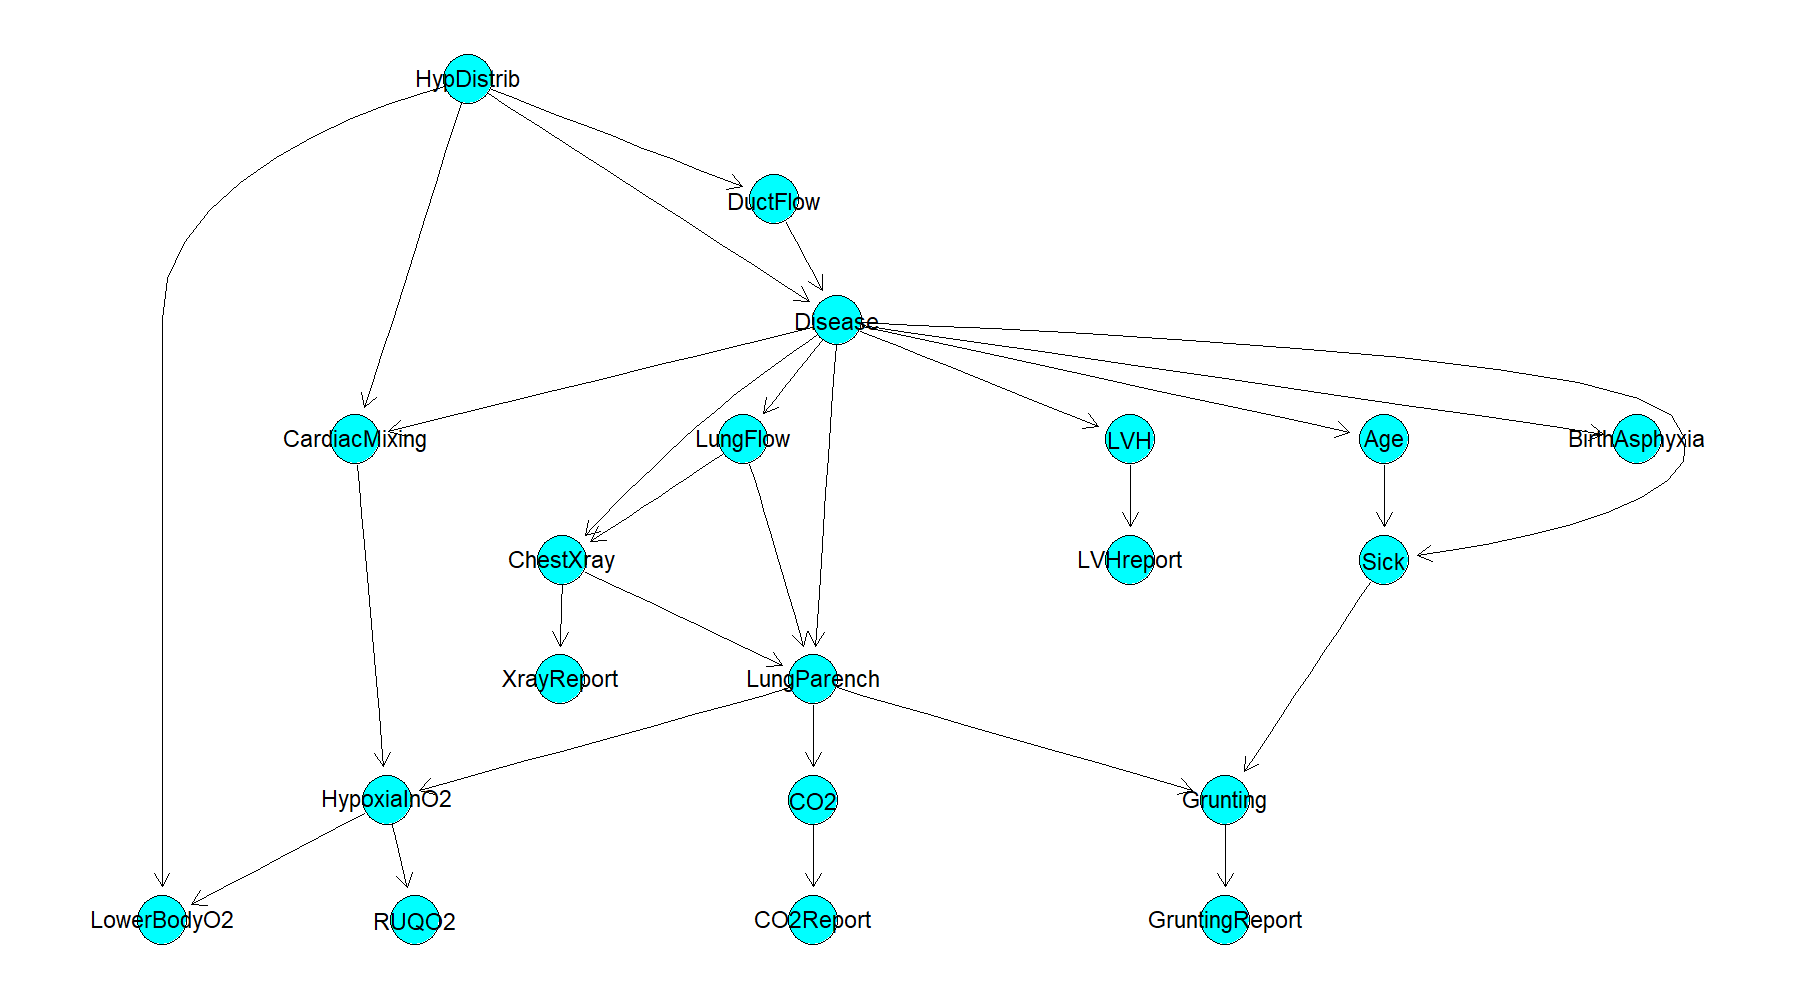 HypDistrib
DuctFlow
Disease
CardiacMixing
LungFlow
LVH
Age
BirthAsphyxia
ChestXray
LVHreport
Sick
XrayReport
LungParench
HypoxiaInO2
CO2
Grunting
LowerBodyO2
RUQO2
CO2Report
GruntingReport